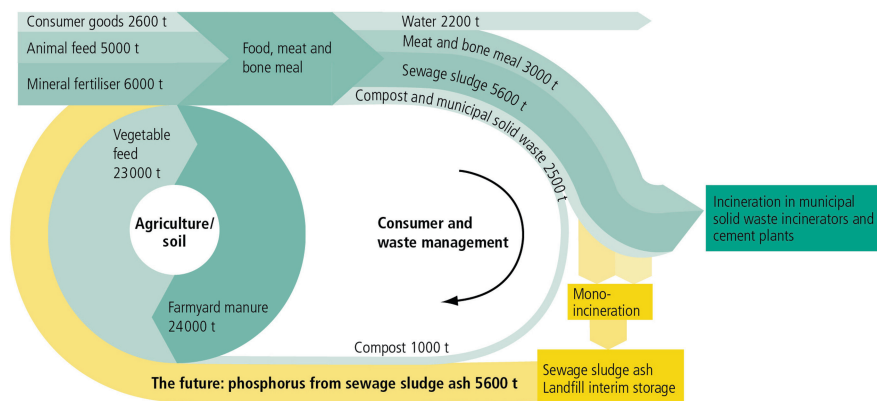 Consumer goods 2600 t
Animal feed 5000 t
Mineral fertiliser 6000 t
Food, meat and
bone meal
Water 2200 t
Meat and bone meal 3000 t
Sewage sludge 5600 t
Compost and municipal solid waste 2500 t
Vegetable
feed
23000 t
Agriculture/
soil
Farmyard manure
24000 t
Consumer and
waste management
Incineration in municipal
solid waste incinerators and
cement plants
Mono-
incineration
Compost 1000 t
The future: phosphorus from sewage sludge ash 5600 t
Sewage sludge ash
Landfill interim storage